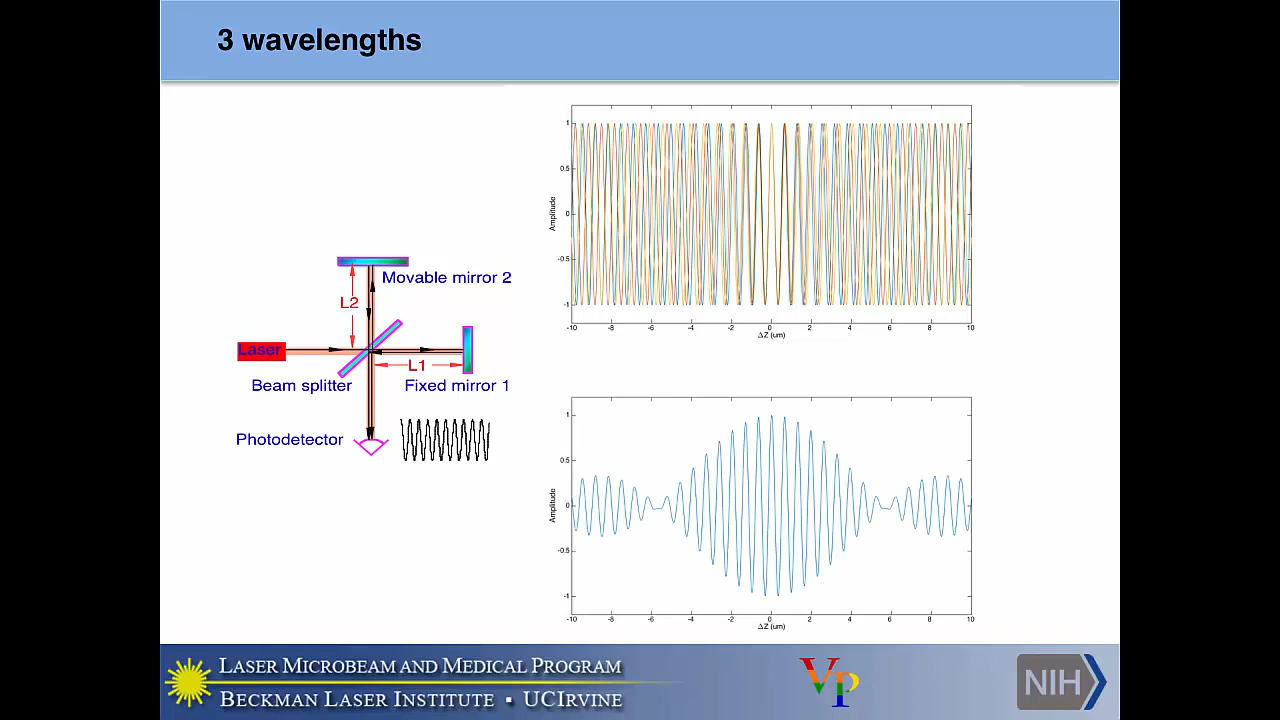 3 wavelengths
Movable mirror 2
L2
Laser
L1
Beam splitter
Fixed mirror 1
Photodetector
Amplitude
1
0.5
0
-0.5
-1
-10 -8 -6 -4 -2 0 2 4 6 8 10
ΔZ (um)
Amplitude
1
0.5
0
-0.5
-1
-10 -8 -6 -4 -2 0 2 4 6 8 10
ΔZ (um)
LASER MICROBEAM AND MEDICAL PROGRAM
BECKMAN LASER INSTITUTE ▪ UCIRVINE
VP
NIH